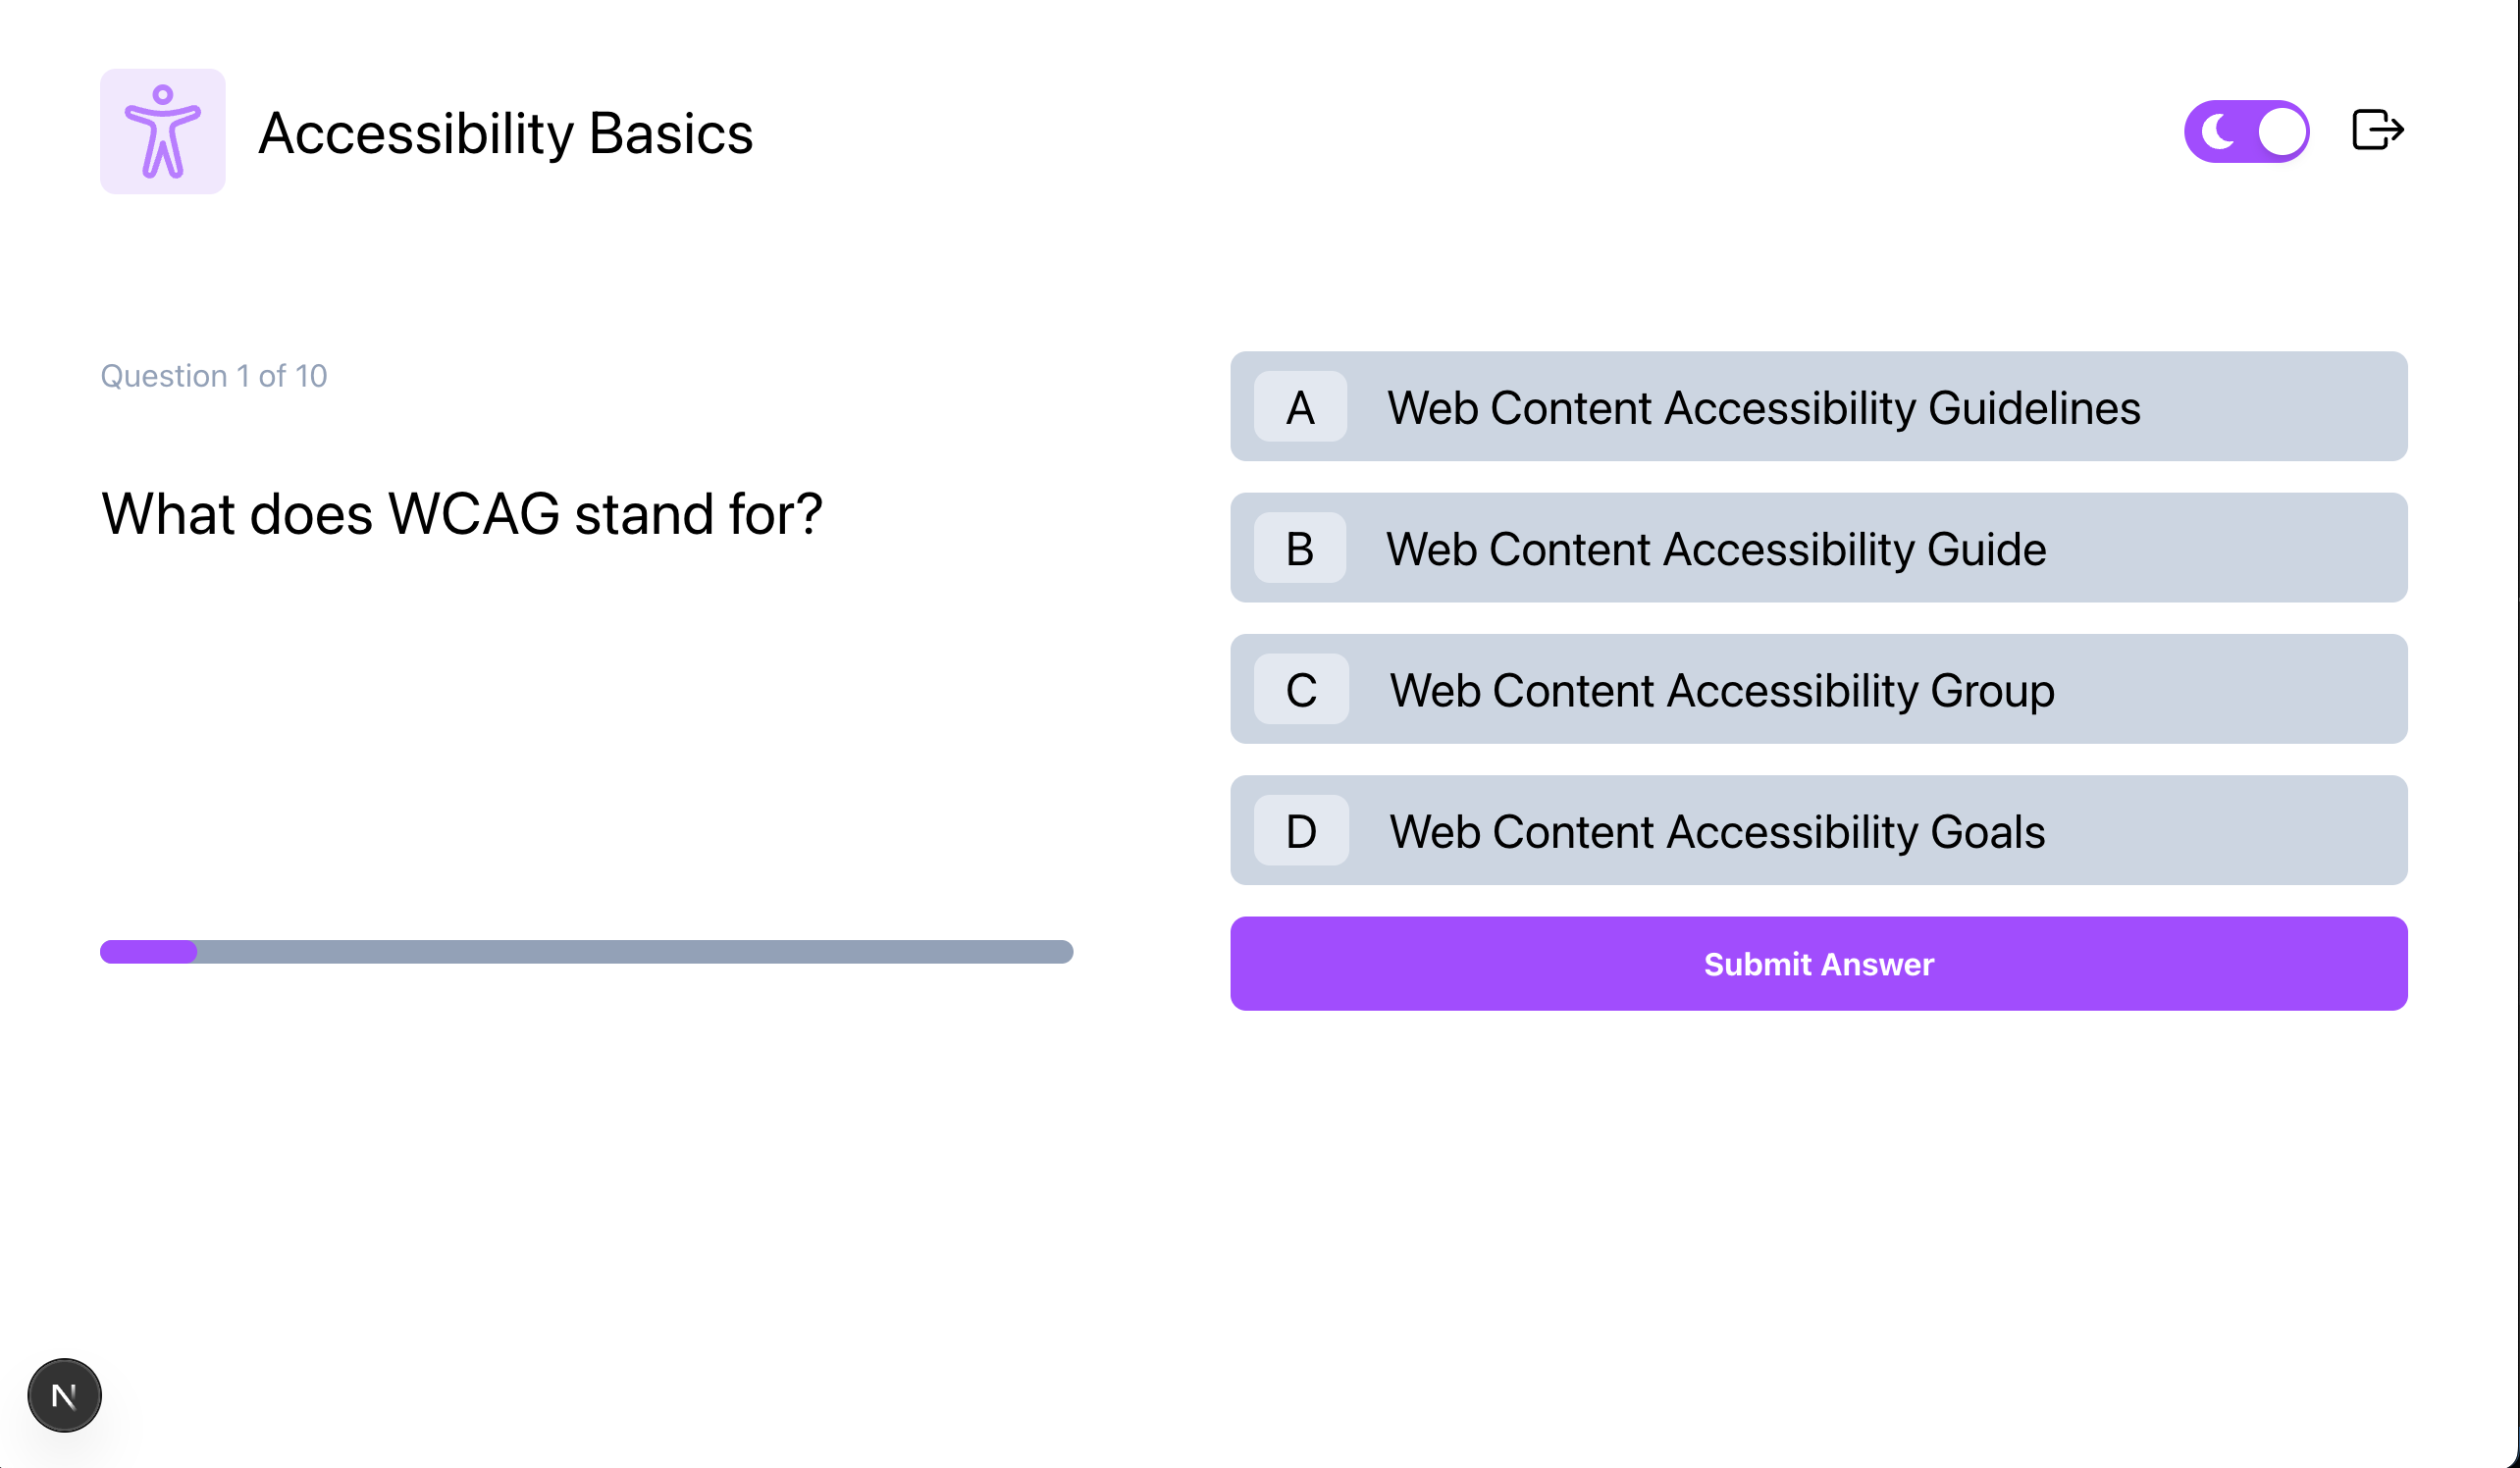 Accessibility Basics
Question 1 of 10
What does WCAG stand for?
A Web Content Accessibility Guidelines
B Web Content Accessibility Guide
C Web Content Accessibility Group
D Web Content Accessibility Goals
Submit Answer
N